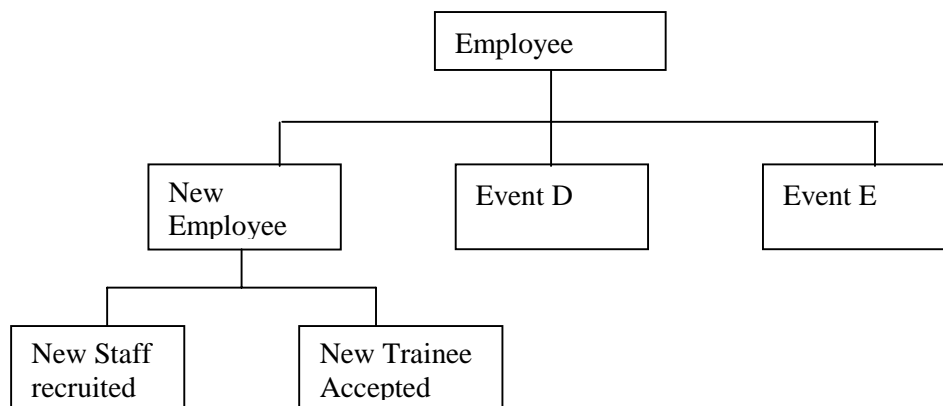 Employee
New
Employee
Event D
Event E
New Staff
recruited
New Trainee
Accepted